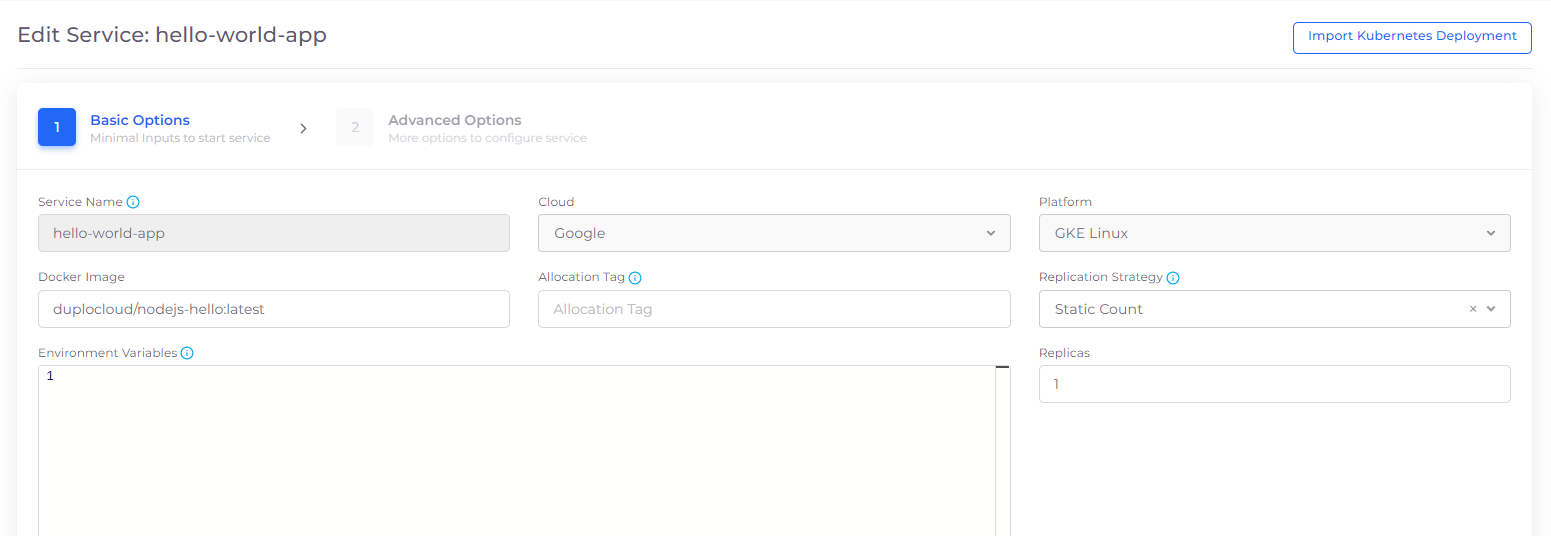 Edit Service: hello-world-app
Import Kubernetes Deployment
1
Basic Options
Minimal Inputs to start service
2
Advanced Options
More options to configure service
Service Name
Cloud
Platform
hello-world-app
Google
GKE Linux
Docker Image
Allocation Tag
Replication Strategy
duplocloud/nodejs-hello:latest
Allocation Tag
Static Count
Environment Variables
Replicas
1
1